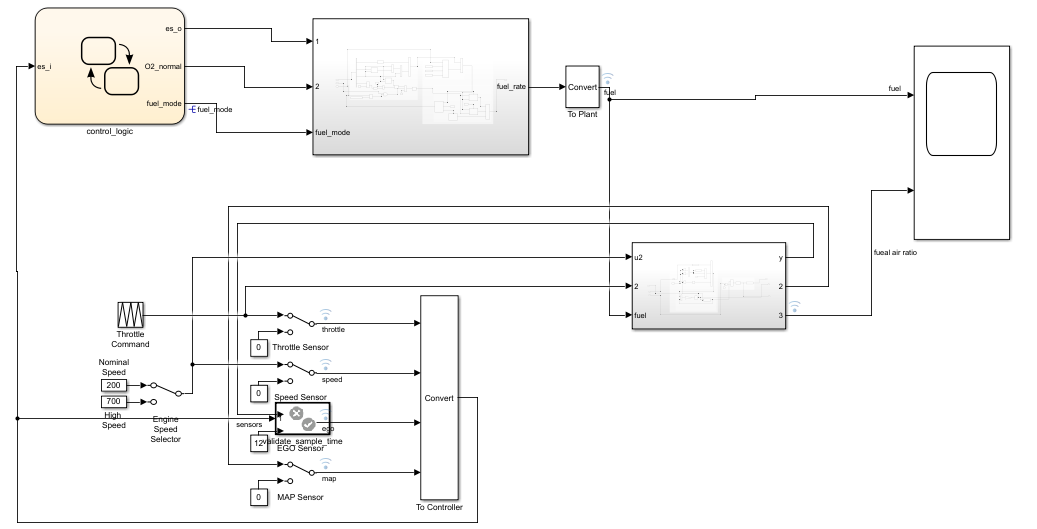 es_o
es_i
O2_normal
fuel_mode
fuel_mode
control_logic
1
2
fuel_mode
fuel_rate
Convert
fuel
To Plant
fuel
fueal air ratio
u2
y
2
2
fuel
3
Throttle
Command
throttle
0
Throttle Sensor
Nominal
Speed
200
700
High
Speed
Engine
Speed
Selector
speed
0
Speed Sensor
Convert
sensors
ego
12
validate_sample_time
EGO Sensor
map
0
MAP Sensor
To Controller